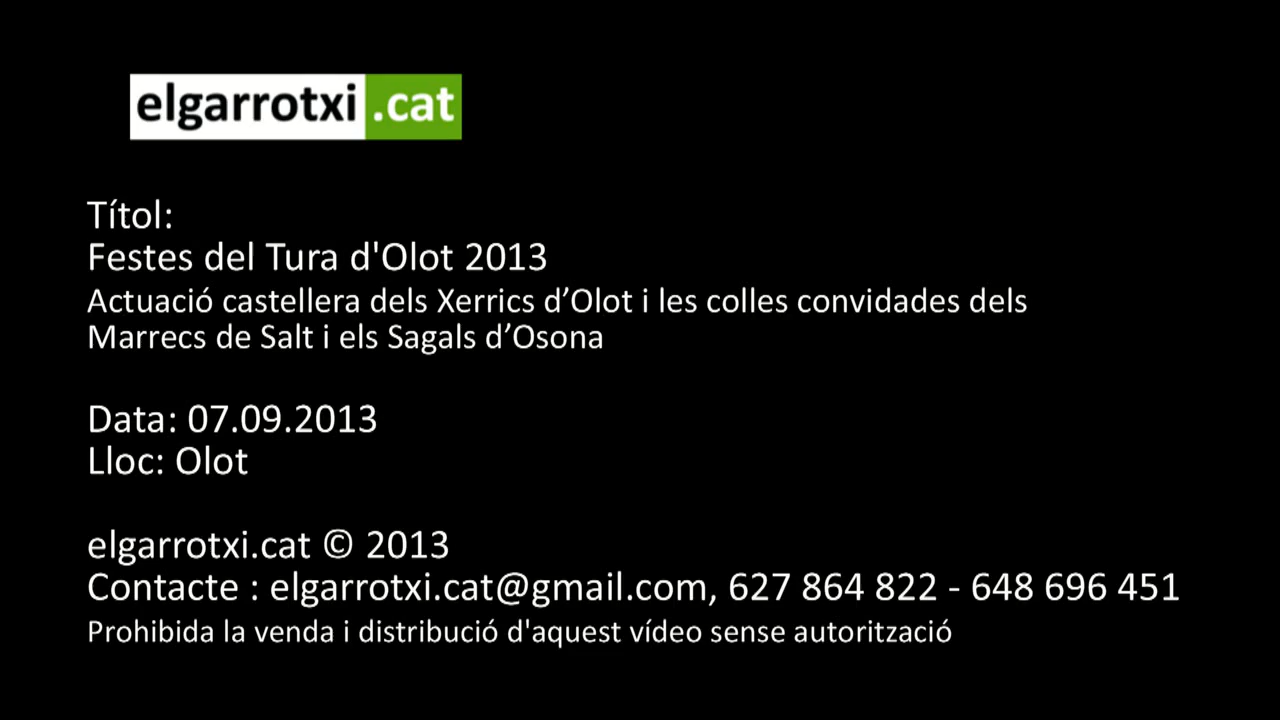 elgarrotxi.cat
Títol:
Festes del Tura d'Olot 2013
Actuació castellera dels Xerrics d’Olot i les colles convidades dels
Marrecs de Salt i els Sagals d’Osona
Data: 07.09.2013
Lloc: Olot
elgarrotxi.cat © 2013
Contacte : elgarrotxi.cat@gmail.com, 627 864 822 - 648 696 451
Prohibida la venda i distribució d'aquest vídeo sense autorització